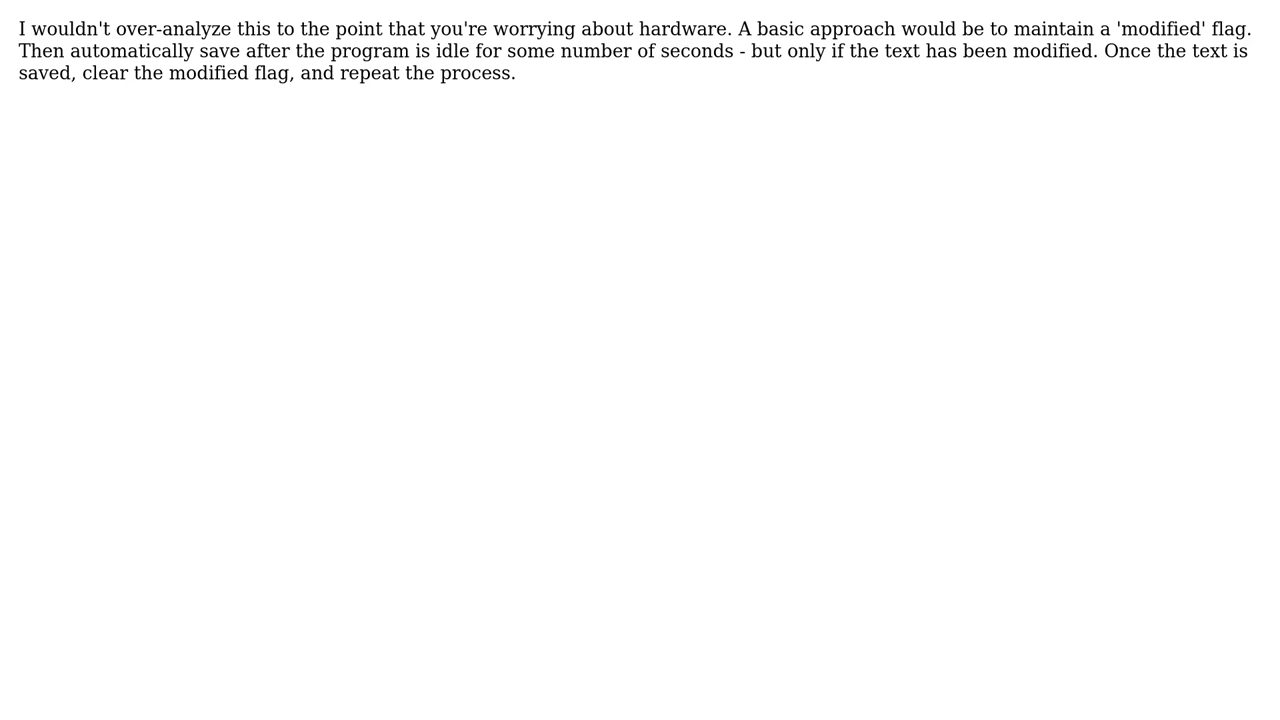 I wouldn't over-analyze this to the point that you're worrying about hardware. A basic approach would be to maintain a 'modified' flag.
Then automatically save after the program is idle for some number of seconds - but only if the text has been modified. Once the text is
saved, clear the modified flag, and repeat the process.